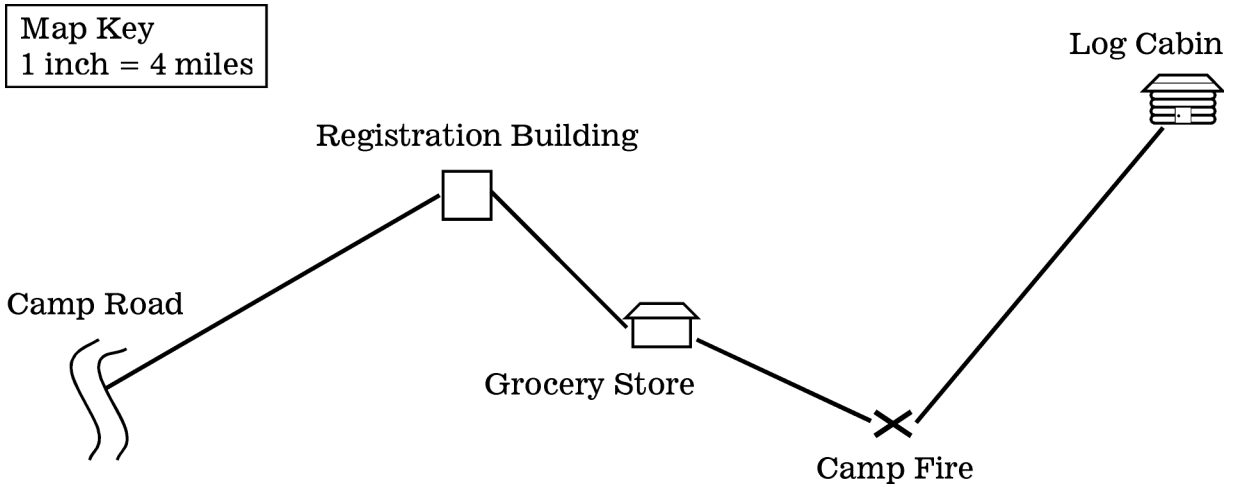 Map Key
1 inch = 4 miles
Log Cabin
Registration Building
Camp Road
Grocery Store
Camp Fire